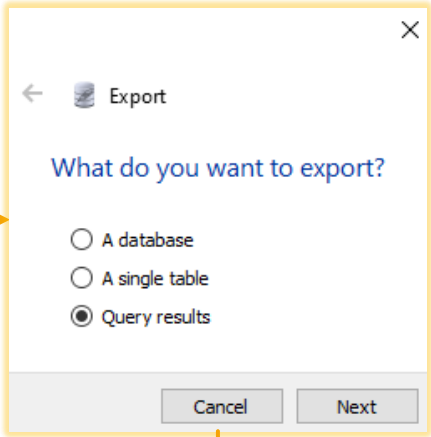 Export
What do you want to export?
A database
A single table
Query results
Cancel Next